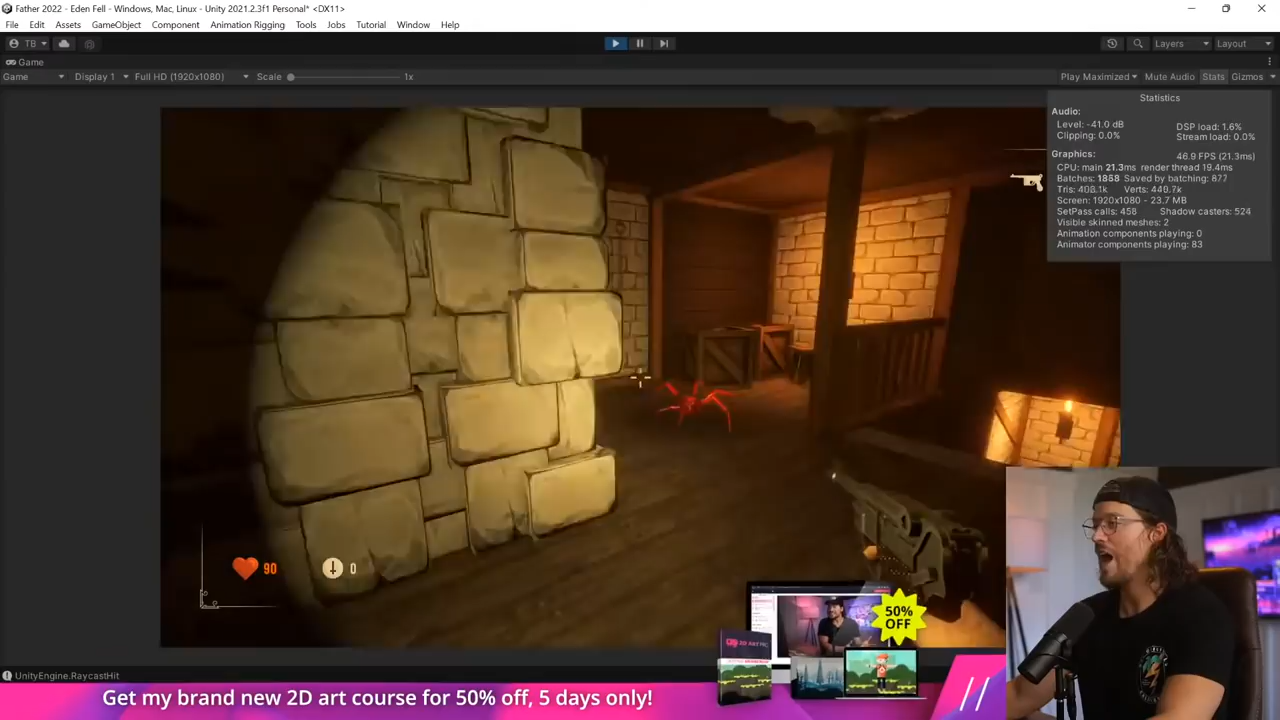 Father 2022 - Eden Fell - Windows, Mac, Linux - Unity 2021.2.3f1 Personal* <DX11>
File Edit Assets GameObject Component Animation Rigging Tools Jobs Tutorial Window Help
TB Layers Layout
Game
Game Display 1 Full HD (1920x1080) Scale 1x Play Maximized Mute Audio Stats Gizmos
Statistics
Audio:
Level: -41.0 dB DSP load: 1.6%
Clipping: 0.0% Stream load: 0.0%
Graphics: 46.9 FPS (21.3ms)
CPU: main 21.3ms render thread 19.4ms
Batches: 1868 Saved by batching: 877
Tris: 408.1k Verts: 440.7k
Screen: 1920x1080 - 23.7 MB
SetPass calls: 458 Shadow casters: 524
Visible skinned meshes: 2
Animation components playing: 0
Animator components playing: 83
90 0
50% OFF
2D ART
UnityEngine.RaycastHit
Get my brand new 2D art course for 50% off, 5 days only! //